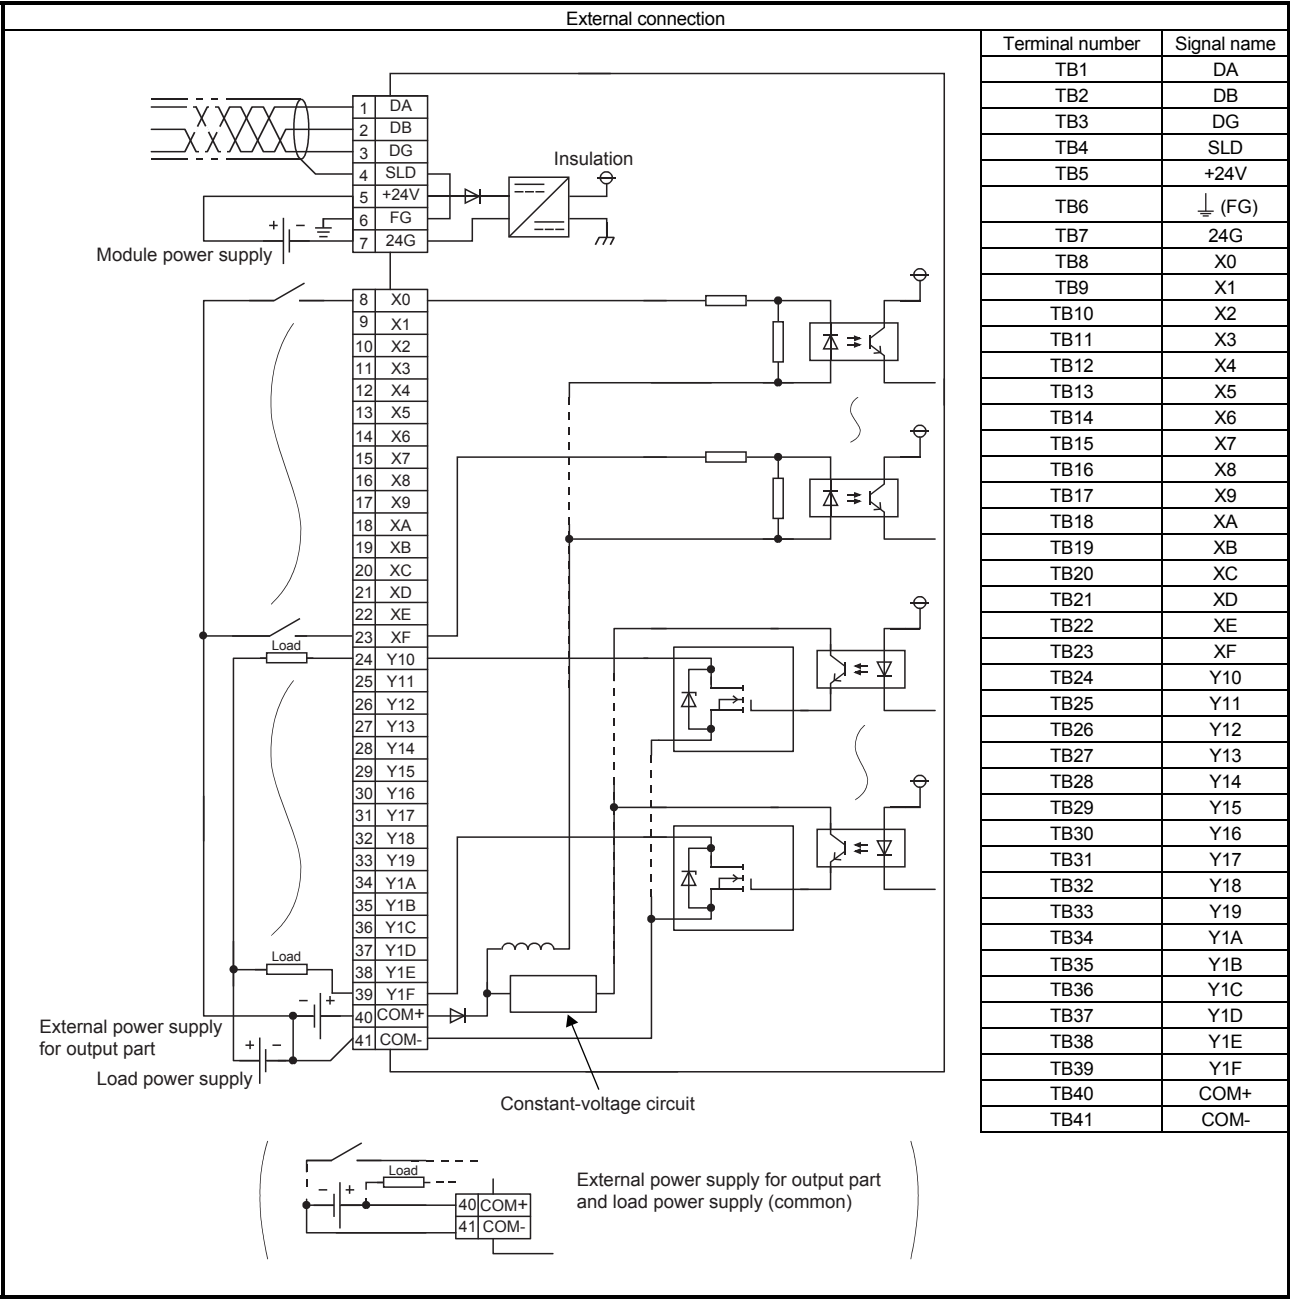 External connection
1 DA
2 DB
3 DG
4 SLD
5 +24V
6 FG
7 24G
Insulation
+ −
Module power supply
8 X0
9 X1
10 X2
11 X3
12 X4
13 X5
14 X6
15 X7
16 X8
17 X9
18 XA
19 XB
20 XC
21 XD
22 XE
23 XF
Load
24 Y10
25 Y11
26 Y12
27 Y13
28 Y14
29 Y15
30 Y16
31 Y17
32 Y18
33 Y19
34 Y1A
35 Y1B
36 Y1C
37 Y1D
38 Y1E
Load
39 Y1F
− +
40 COM+
41 COM-
External power supply
for output part
+ −
Load power supply
Constant-voltage circuit
Load
− +
40 COM+
41 COM-
External power supply for output part
and load power supply (common)
Terminal number Signal name
TB1 DA
TB2 DB
TB3 DG
TB4 SLD
TB5 +24V
TB6 (FG)
TB7 24G
TB8 X0
TB9 X1
TB10 X2
TB11 X3
TB12 X4
TB13 X5
TB14 X6
TB15 X7
TB16 X8
TB17 X9
TB18 XA
TB19 XB
TB20 XC
TB21 XD
TB22 XE
TB23 XF
TB24 Y10
TB25 Y11
TB26 Y12
TB27 Y13
TB28 Y14
TB29 Y15
TB30 Y16
TB31 Y17
TB32 Y18
TB33 Y19
TB34 Y1A
TB35 Y1B
TB36 Y1C
TB37 Y1D
TB38 Y1E
TB39 Y1F
TB40 COM+
TB41 COM-